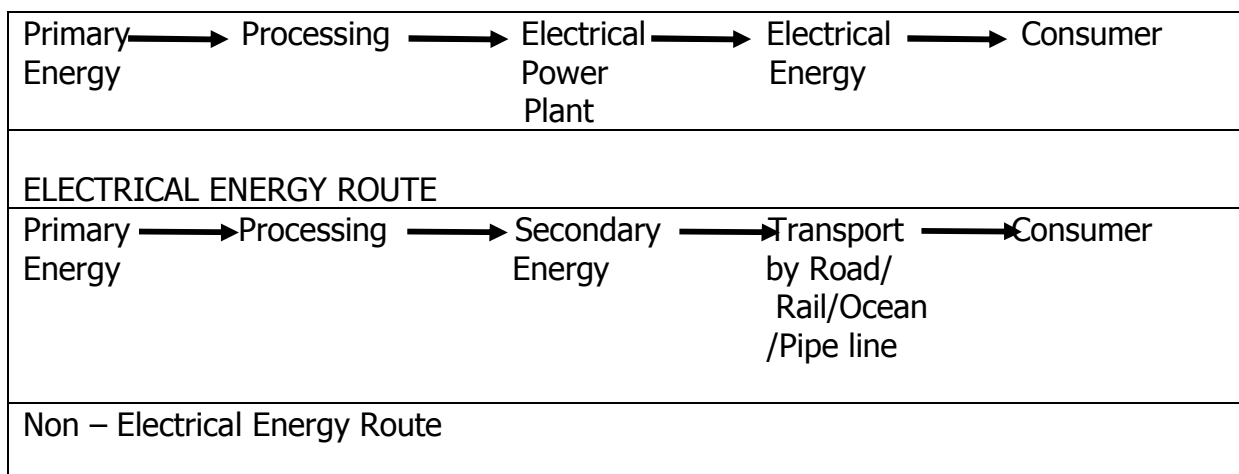 Primary Processing Electrical Electrical Consumer
Energy Power Energy
Plant
ELECTRICAL ENERGY ROUTE
Primary Processing Secondary Transport Consumer
Energy Energy by Road/
Rail/Ocean
/Pipe line
Non – Electrical Energy Route